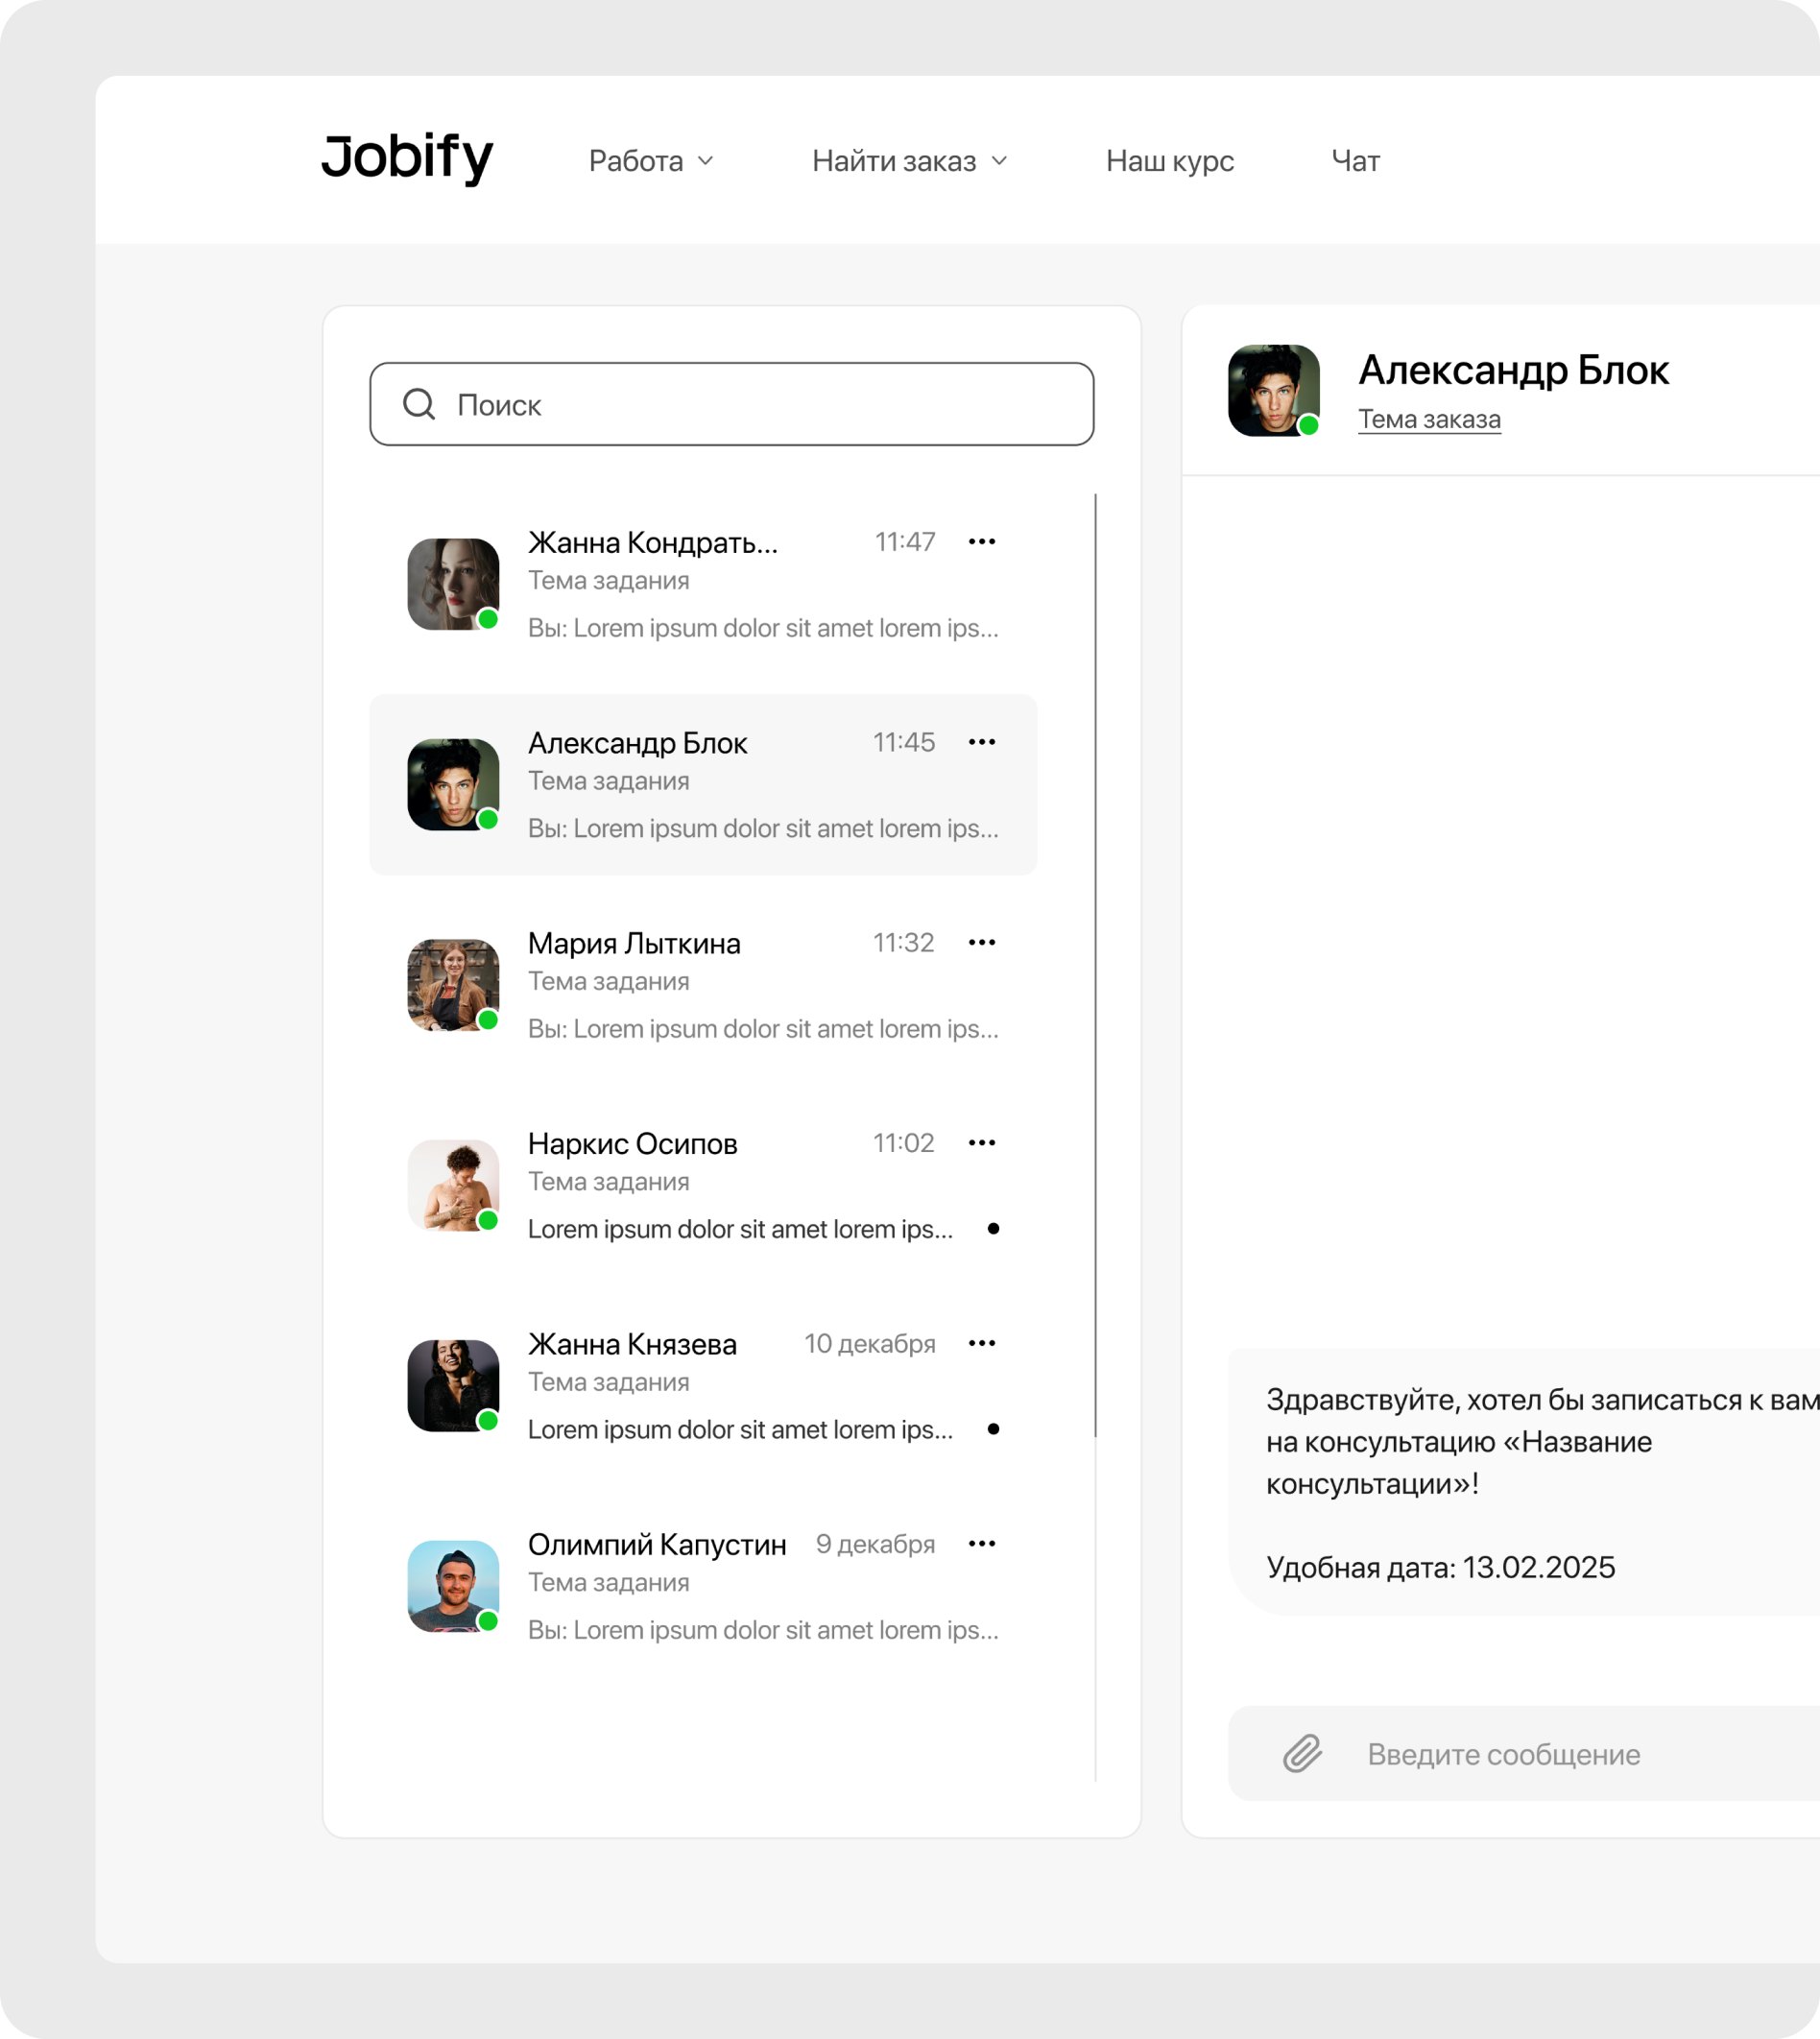 Jobify
Работа
Найти заказ
Наш курс
Чат
Поиск
Жанна Кондрать...
11:47
Тема задания
Вы: Lorem ipsum dolor sit amet lorem ips...
Александр Блок
11:45
Тема задания
Вы: Lorem ipsum dolor sit amet lorem ips...
Мария Лыткина
11:32
Тема задания
Вы: Lorem ipsum dolor sit amet lorem ips...
Наркис Осипов
11:02
Тема задания
Lorem ipsum dolor sit amet lorem ips...
Жанна Князева
10 декабря
Тема задания
Lorem ipsum dolor sit amet lorem ips...
Олимпий Капустин
9 декабря
Тема задания
Вы: Lorem ipsum dolor sit amet lorem ips...
Александр Блок
Тема заказа
Здравствуйте, хотел бы записаться к вам
на консультацию «Название
консультации»!
Удобная дата: 13.02.2025
Введите сообщение